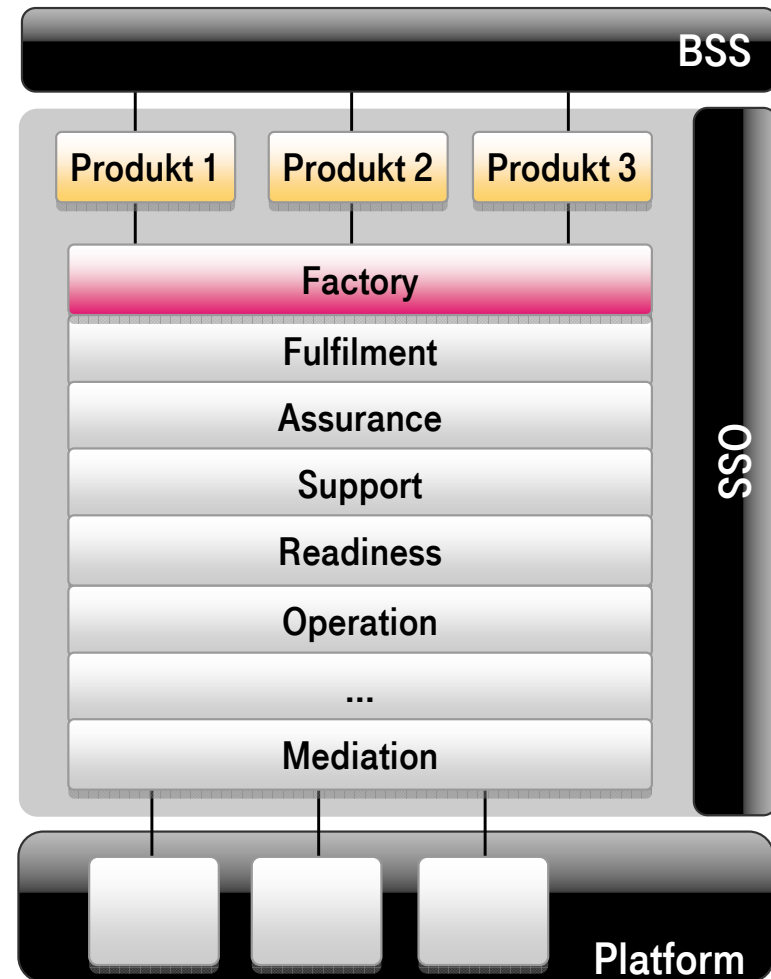 BSS
Produkt 1
Produkt 2
Produkt 3
Factory
Fulfilment
Assurance
Support
Readiness
Operation
...
Mediation
OSS
Platform